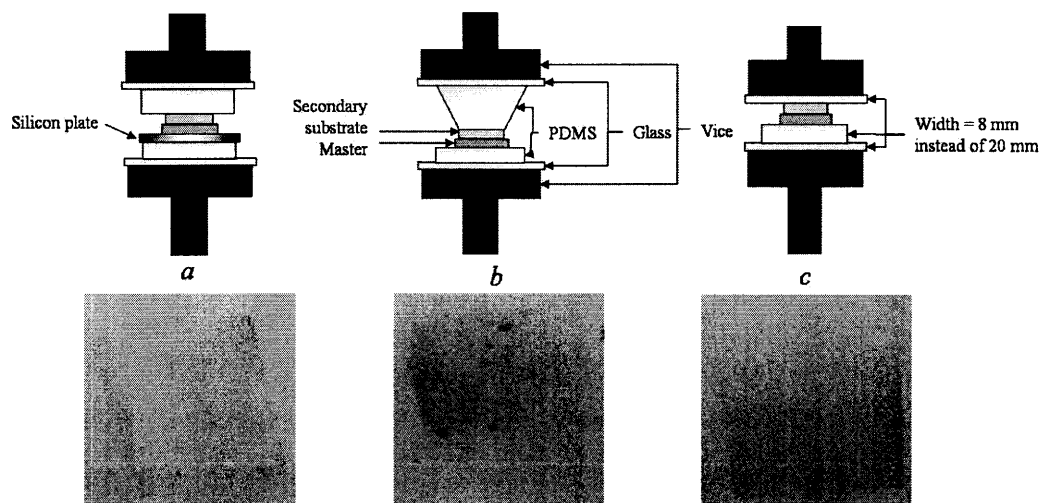 Silicon plate
Secondary
substrate
Master
PDMS
Glass
Vice
Width = 8 mm
instead of 20 mm
a
b
c